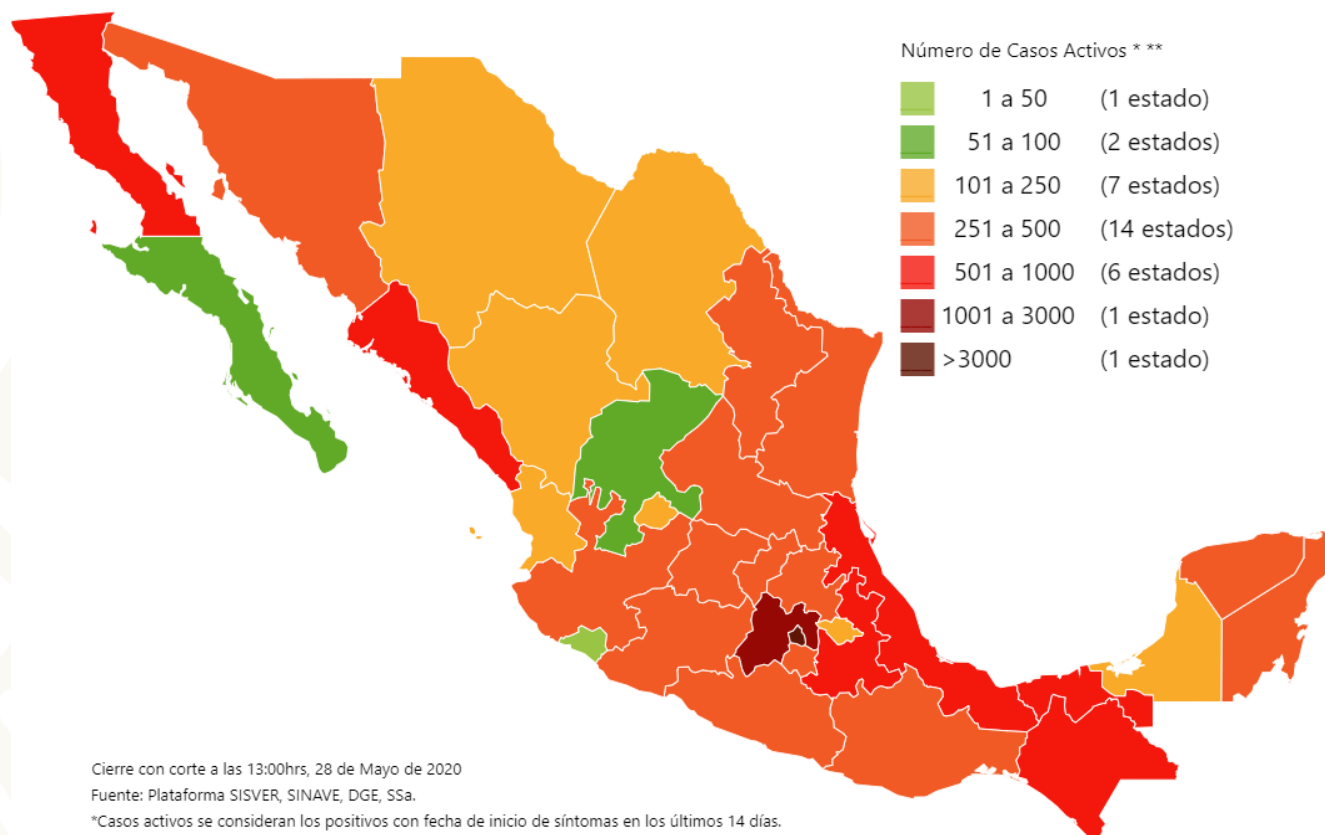 Número de Casos Activos * **
1 a 50 (1 estado)
51 a 100 (2 estados)
101 a 250 (7 estados)
251 a 500 (14 estados)
501 a 1000 (6 estados)
1001 a 3000 (1 estado)
>3000 (1 estado)
Cierre con corte a las 13:00hrs, 28 de Mayo de 2020
Fuente: Plataforma SISVER, SINAVE, DGE, SSa.
*Casos activos se consideran los positivos con fecha de inicio de síntomas en los últimos 14 días.